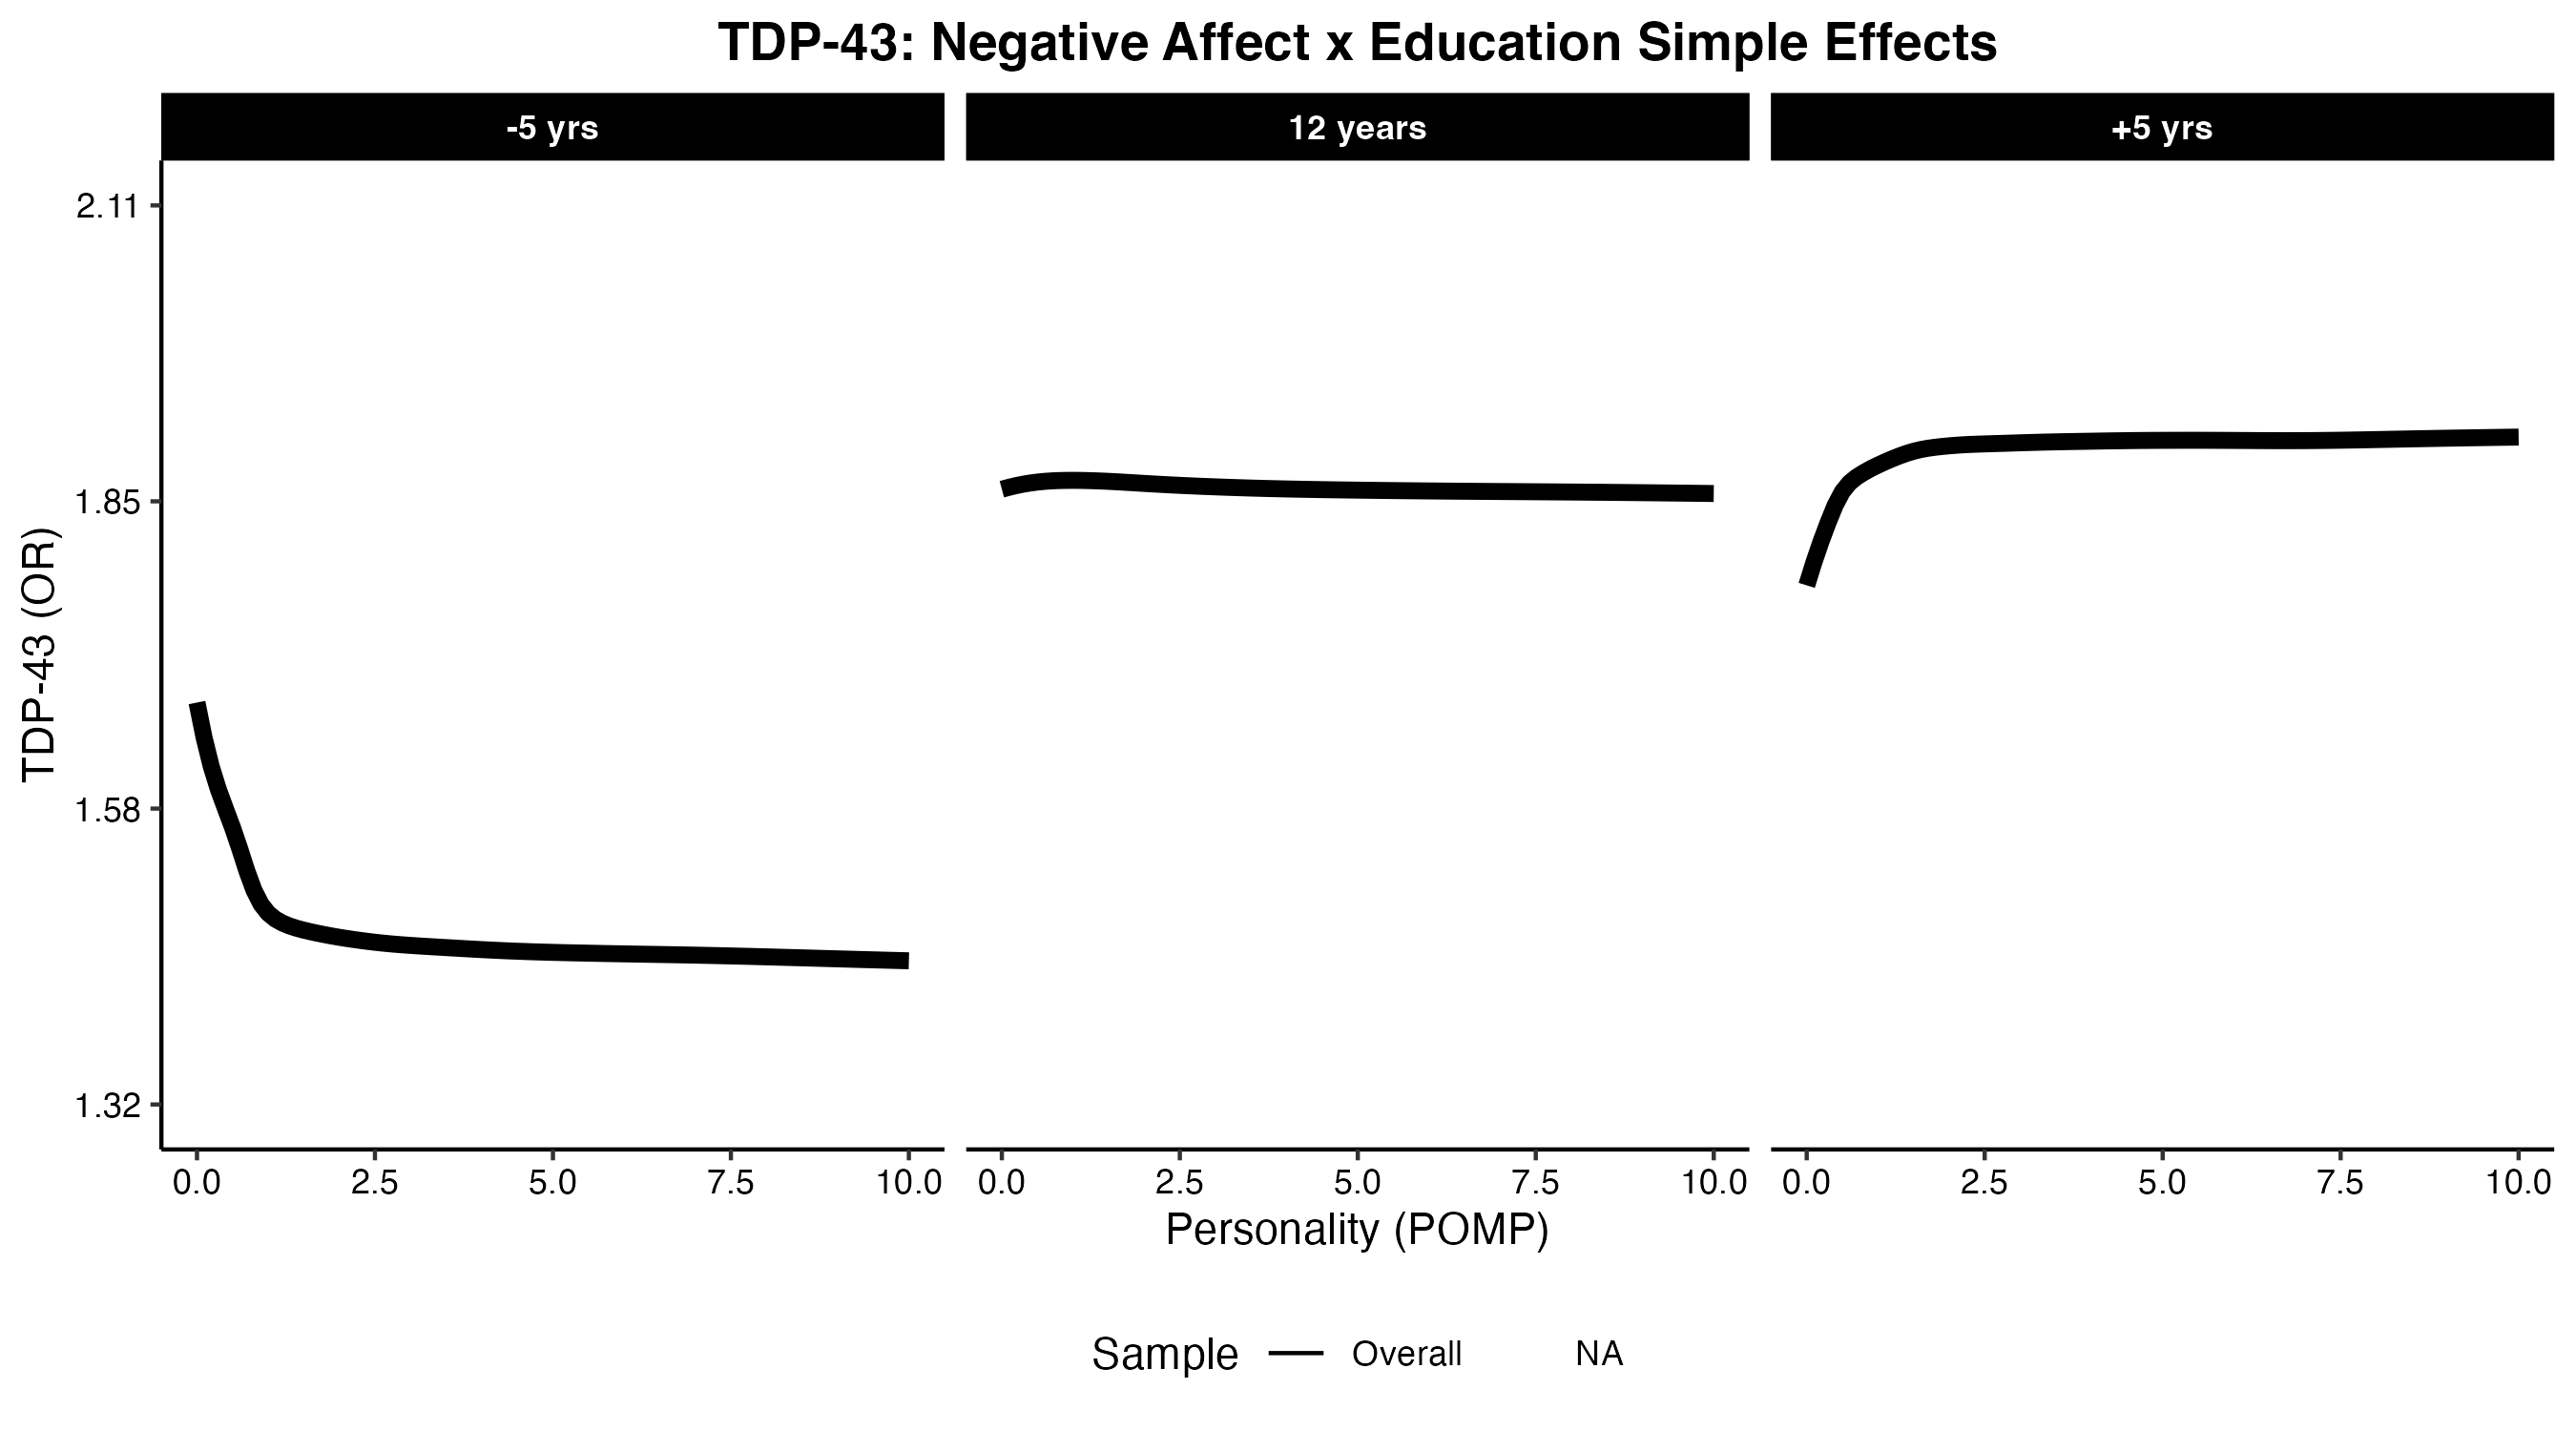 TDP-43: Negative Affect x Education Simple Effects
-5 yrs
12 years
+5 yrs
TDP-43 (OR)
2.11
1.85
1.58
1.32
0.0 2.5 5.0 7.5 10.0
0.0 2.5 5.0 7.5 10.0
0.0 2.5 5.0 7.5 10.0
Personality (POMP)
Sample Overall NA